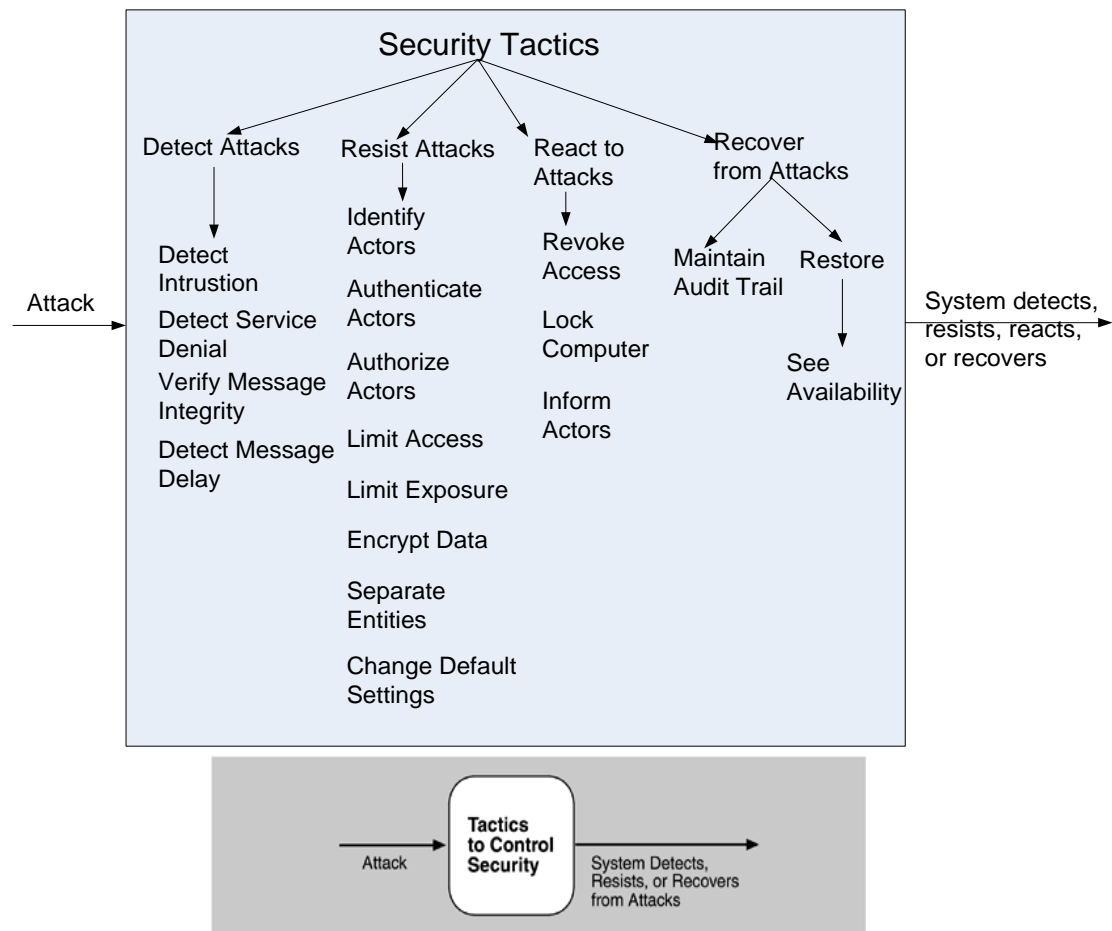 Security Tactics
Detect Attacks
Resist Attacks
React to
Attacks
Recover
from Attacks
Detect
Intrustion
Detect Service
Denial
Verify Message
Integrity
Detect Message
Delay
Identify
Actors
Authenticate
Actors
Authorize
Actors
Limit Access
Limit Exposure
Encrypt Data
Separate
Entities
Change Default
Settings
Revoke
Access
Lock
Computer
Inform
Actors
Maintain
Audit Trail
Restore
See
Availability
Attack
System detects,
resists, reacts,
or recovers
Attack
Tactics
to Control
Security
System Detects,
Resists, or Recovers
from Attacks